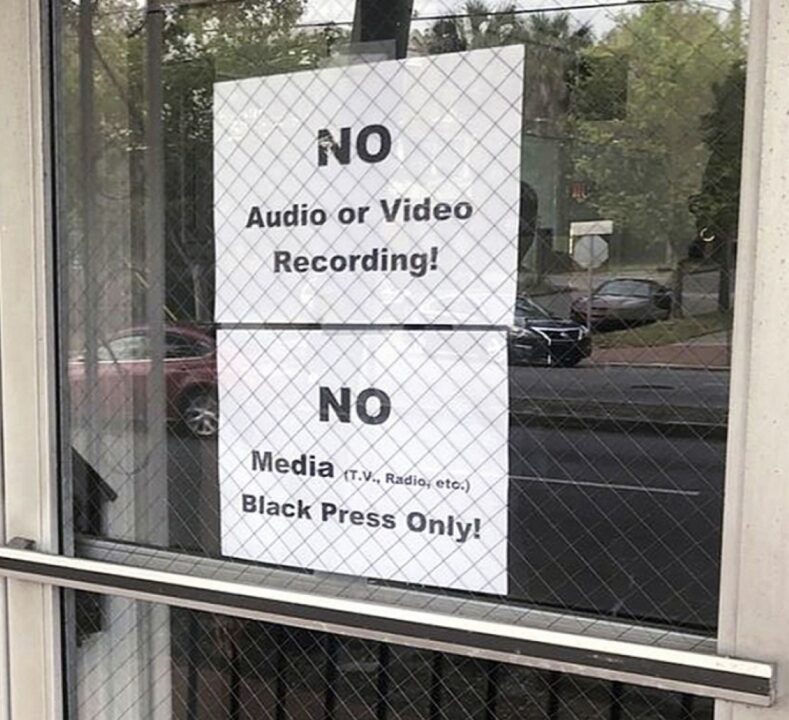 NO
Audio or Video
Recording!
NO
Media (T.V., Radio, etc.)
Black Press Only!